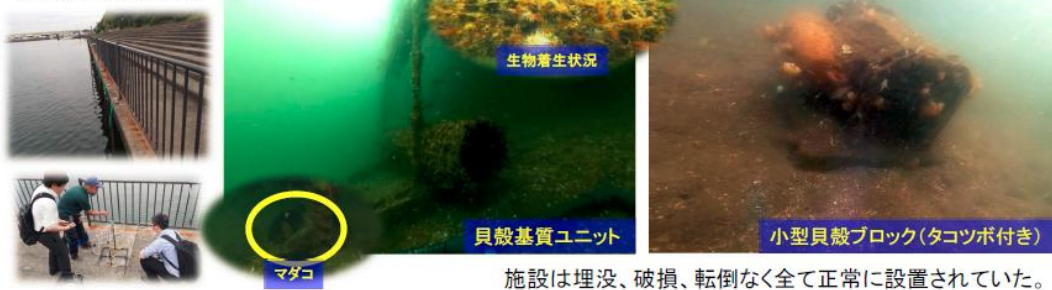 生物着生状況
貝殻基質ユニット
小型貝殻ブロック(タコツボ付き)
マダコ
施設は埋没、破損、転倒なく全て正常に設置されていた。